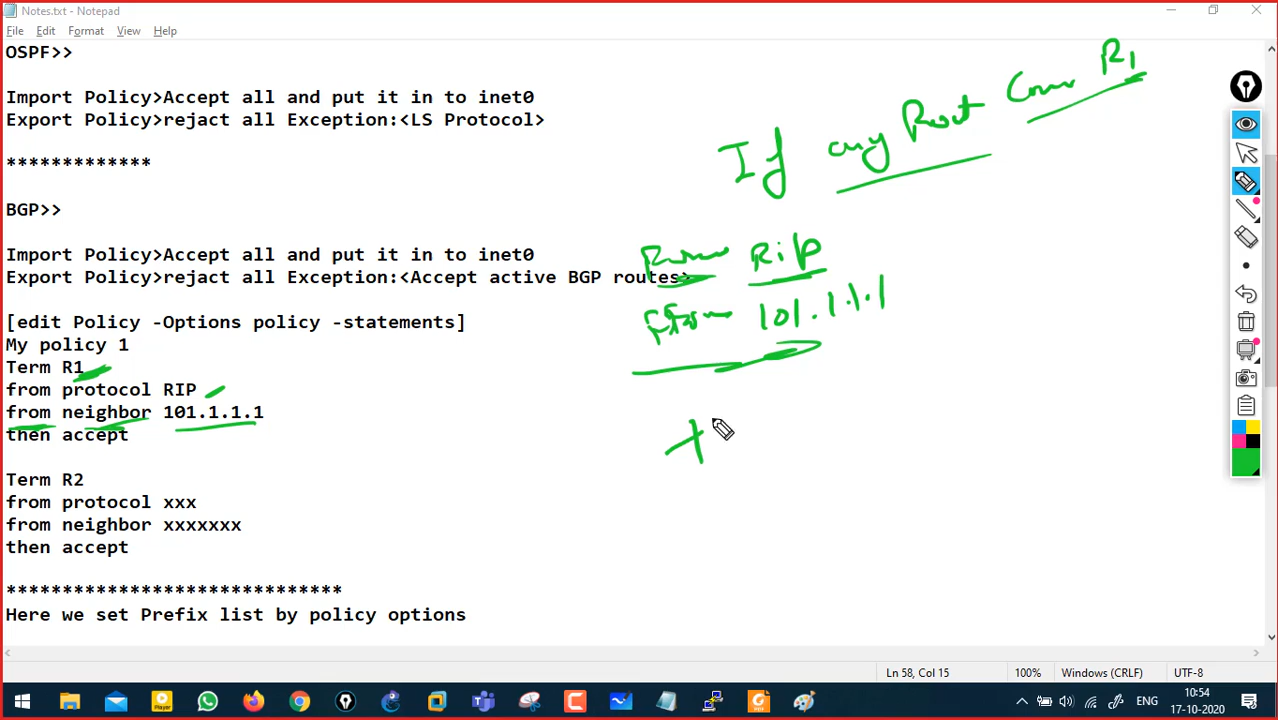 Notes.txt - Notepad
File Edit Format View Help
OSPF>>
Import Policy>Accept all and put it in to inet0
Export Policy>rejact all Exception:<LS Protocol>
*************
BGP>>
Import Policy>Accept all and put it in to inet0
Export Policy>rejact all Exception:<Accept active BGP routes>
[edit Policy -Options policy -statements]
My policy 1
Term R1
from protocol RIP
from neighbor 101.1.1.1
then accept
Term R2
from protocol xxx
from neighbor xxxxxxx
then accept
******************************
Here we set Prefix list by policy options
If any Rout R1
RiP
from 101.1.1.1
Ln 58, Col 15 100% Windows (CRLF) UTF-8
ENG
10:54
17-10-2020